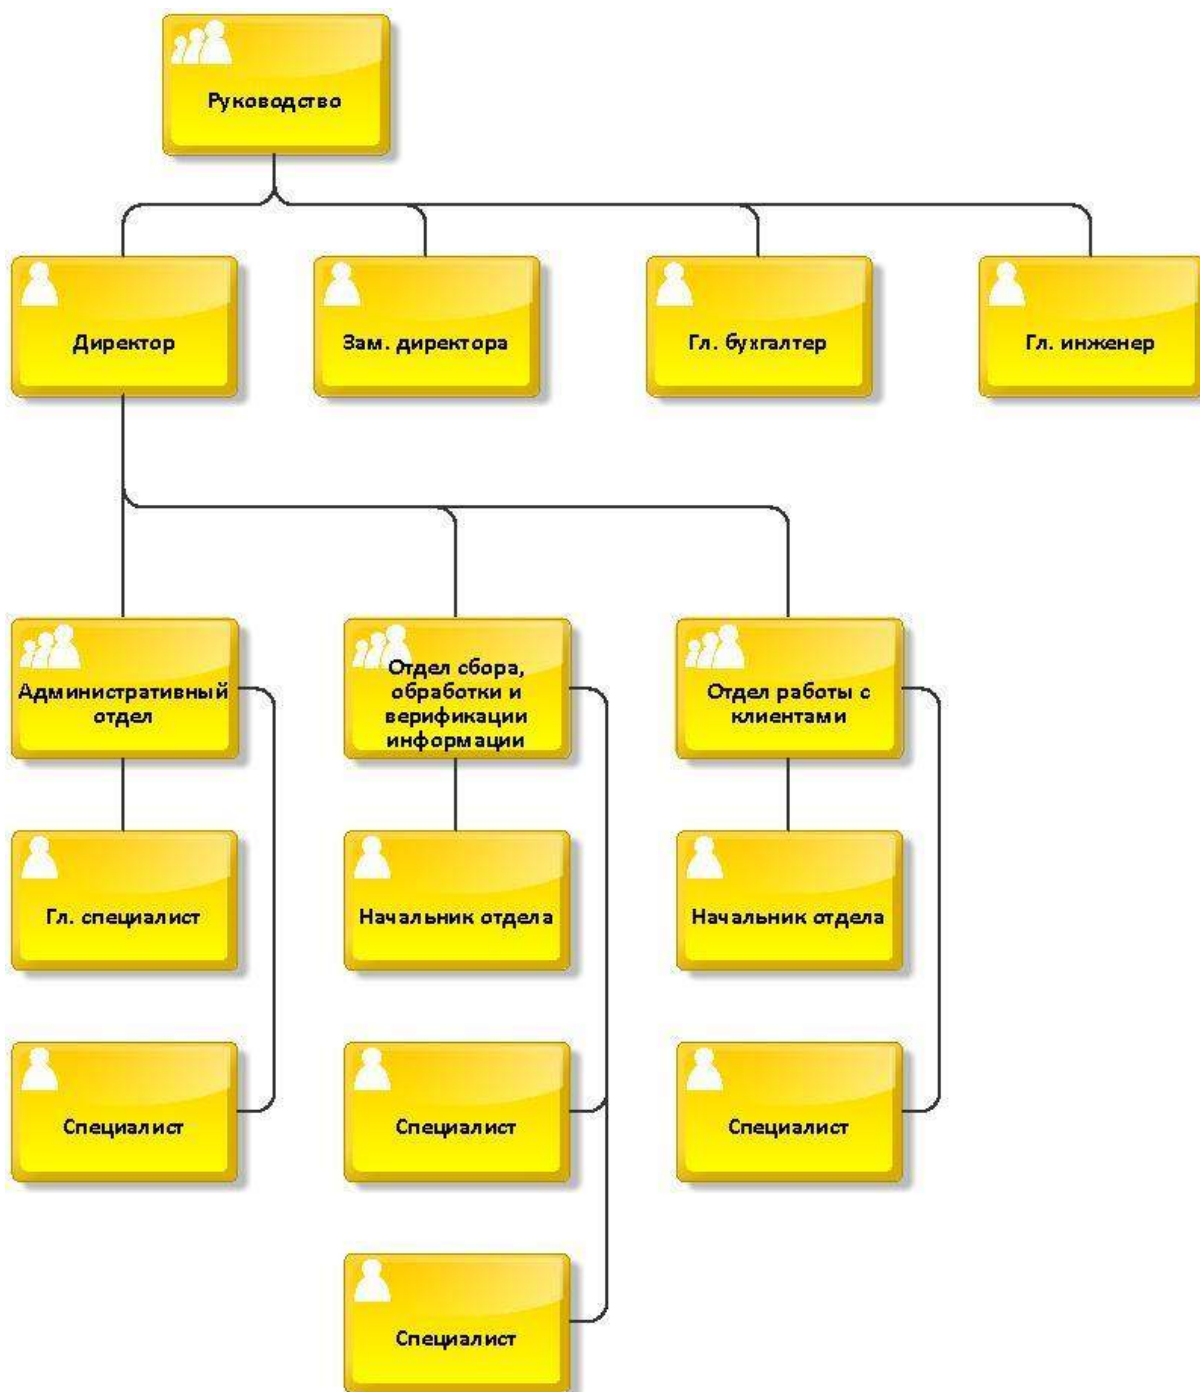 Руководство
Директор
Зам. директора
Гл. бухгалтер
Гл. инженер
Административный
отдел
Отдел сбора,
обработки и
верификации
информации
Отдел работы с
клиентами
Гл. специалист
Начальник отдела
Начальник отдела
Специалист
Специалист
Специалист
Специалист